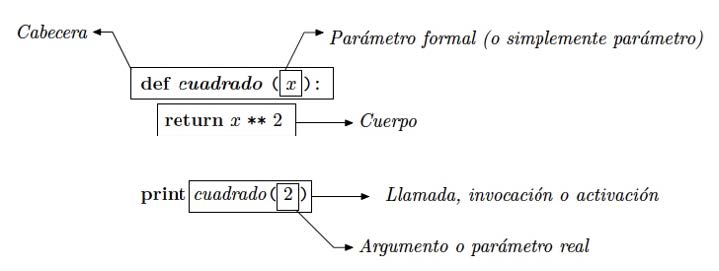 Cabecera
Parámetro formal (o simplemente parámetro)
def cuadrado (x):
return x ** 2
Cuerpo
print cuadrado(2)
Llamada, invocación o activación
Argumento o parámetro real